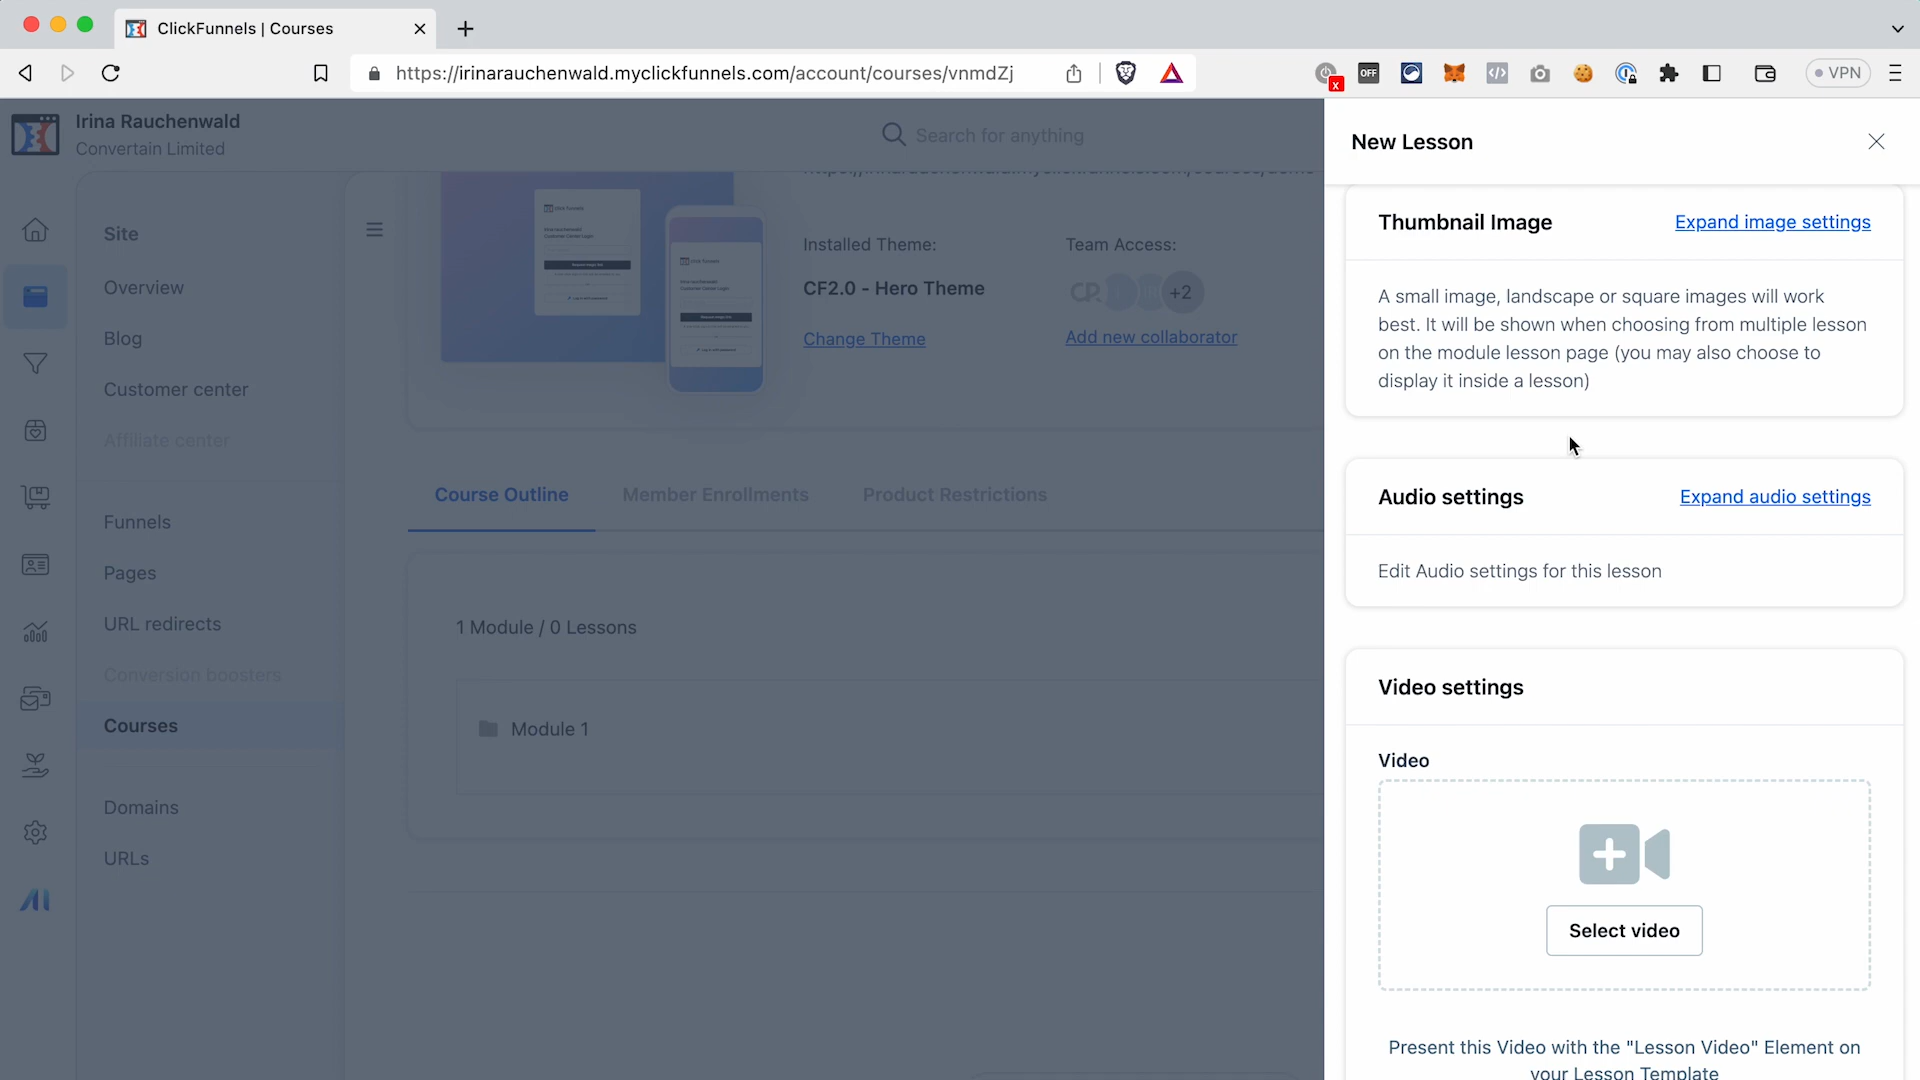 ClickFunnels | Courses
https://irinarauchenwald.myclickfunnels.com/account/courses/vnmdZj
OFF
x
VPN
Irina Rauchenwald
Convertain Limited
Search for anything
Site
Overview
Blog
Customer center
Affiliate center
Funnels
Pages
URL redirects
Conversion boosters
Courses
Domains
URLs
Installed Theme:
CF2.0 - Hero Theme
Change Theme
Team Access:
CP.
+2
Add new collaborator
Course Outline
Member Enrollments
Product Restrictions
1 Module / 0 Lessons
Module 1
New Lesson
Thumbnail Image
Expand image settings
A small image, landscape or square images will work
best. It will be shown when choosing from multiple lesson
on the module lesson page (you may also choose to
display it inside a lesson)
Audio settings
Expand audio settings
Edit Audio settings for this lesson
Video settings
Video
Select video
Present this Video with the "Lesson Video" Element on
your Lesson Template